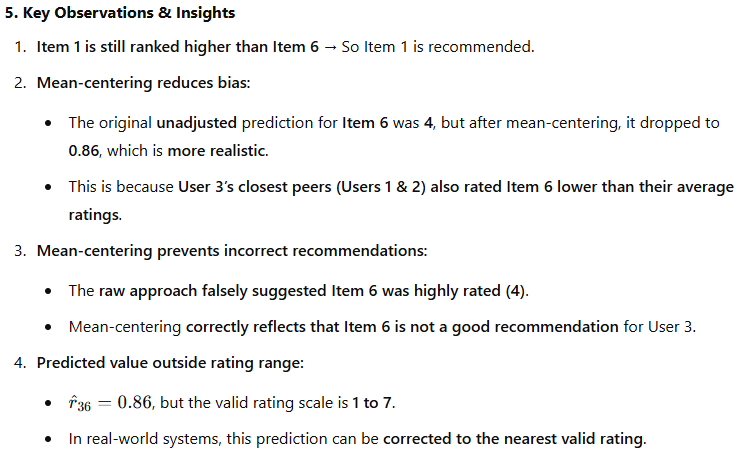 5. Key Observations & Insights
1. Item 1 is still ranked higher than Item 6 → So Item 1 is recommended.
2. Mean-centering reduces bias:
• The original unadjusted prediction for Item 6 was 4, but after mean-centering, it dropped to
0.86, which is more realistic.
• This is because User 3's closest peers (Users 1 & 2) also rated Item 6 lower than their average
ratings.
3. Mean-centering prevents incorrect recommendations:
• The raw approach falsely suggested Item 6 was highly rated (4).
• Mean-centering correctly reflects that Item 6 is not a good recommendation for User 3.
4. Predicted value outside rating range:
• r̂₃₆ = 0.86, but the valid rating scale is 1 to 7.
• In real-world systems, this prediction can be corrected to the nearest valid rating.